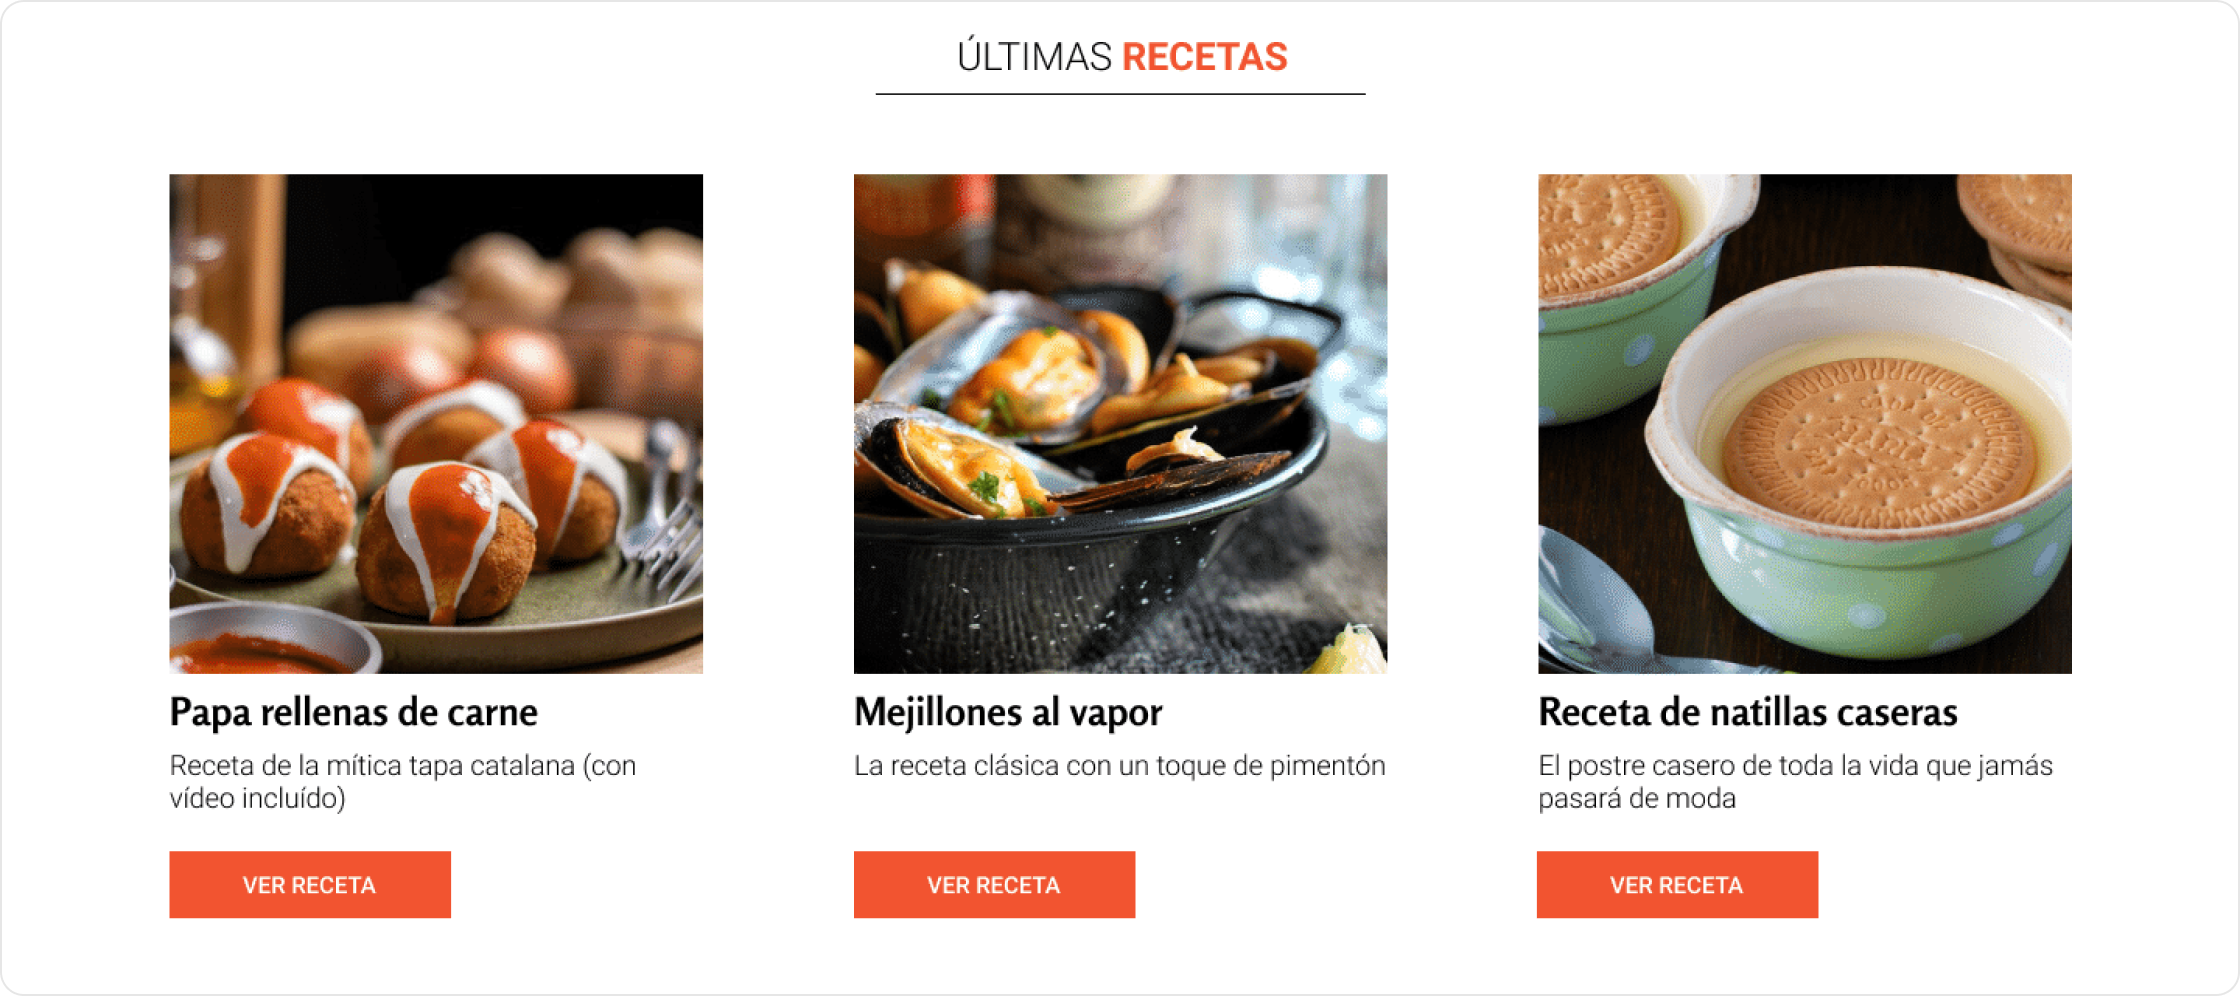 ÚLTIMAS RECETAS
Papa rellenas de carne
Receta de la mítica tapa catalana (con
vídeo incluído)
VER RECETA
Mejillones al vapor
La receta clásica con un toque de pimentón
VER RECETA
Receta de natillas caseras
El postre casero de toda la vida que jamás
pasará de moda
VER RECETA